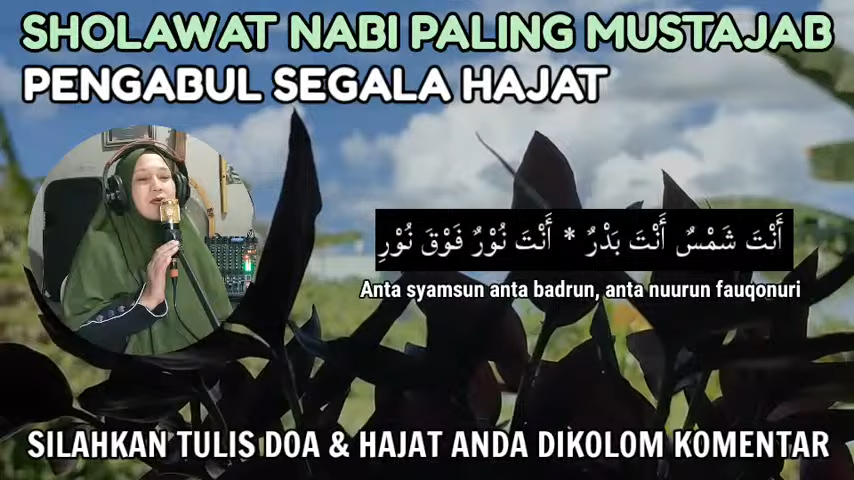 SHOLAWAT NABI PALING MUSTAJAB
PENGABUL SEGALA HAJAT
أَنْتَ شَمْسٌ أَنْتَ بَدْرٌ * أَنْتَ نُوْرٌ فَوْقَ نُوْرِ
Anta syamsun anta badrun, anta nuurun fauqonuri
SILAHKAN TULIS DOA & HAJAT ANDA DIKOLOM KOMENTAR